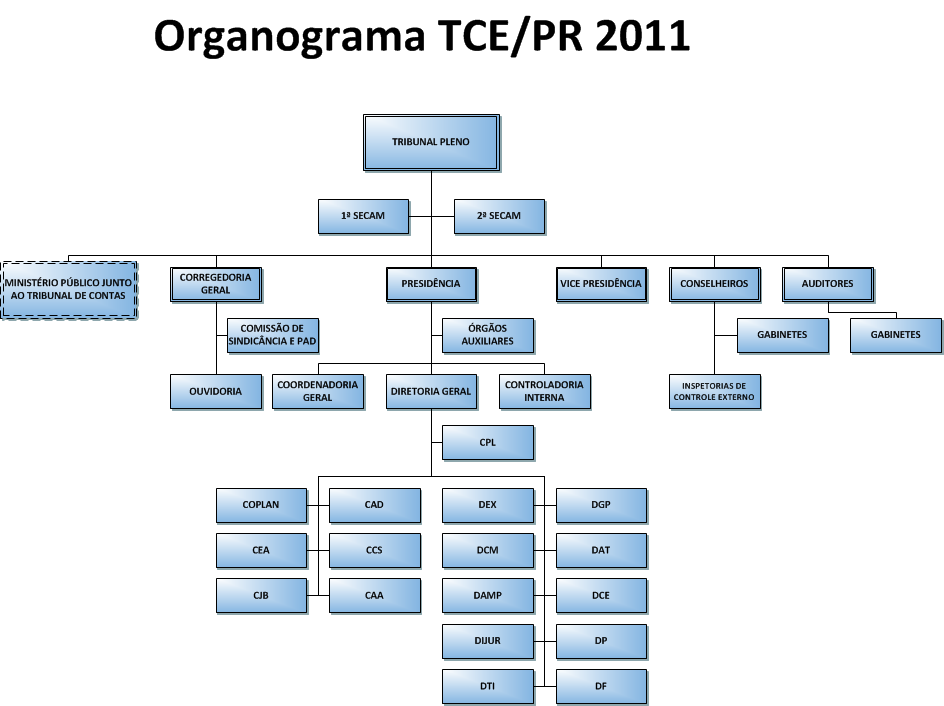 Organograma TCE/PR 2011
TRIBUNAL PLENO
1ª SECAM
2ª SECAM
MINISTÉRIO PÚBLICO JUNTO
AO TRIBUNAL DE CONTAS
CORREGEDORIA
GERAL
PRESIDÊNCIA
VICE PRESIDÊNCIA
CONSELHEIROS
AUDITORES
COMISSÃO DE
SINDICÂNCIA E PAD
ÓRGÃOS
AUXILIARES
GABINETES
GABINETES
OUVIDORIA
COORDENADORIA
GERAL
DIRETORIA GERAL
CONTROLADORIA
INTERNA
INSPETORIAS DE
CONTROLE EXTERNO
CPL
COPLAN
CAD
DEX
DGP
CEA
CCS
DCM
DAT
CJB
CAA
DAMP
DCE
DIJUR
DP
DTI
DF